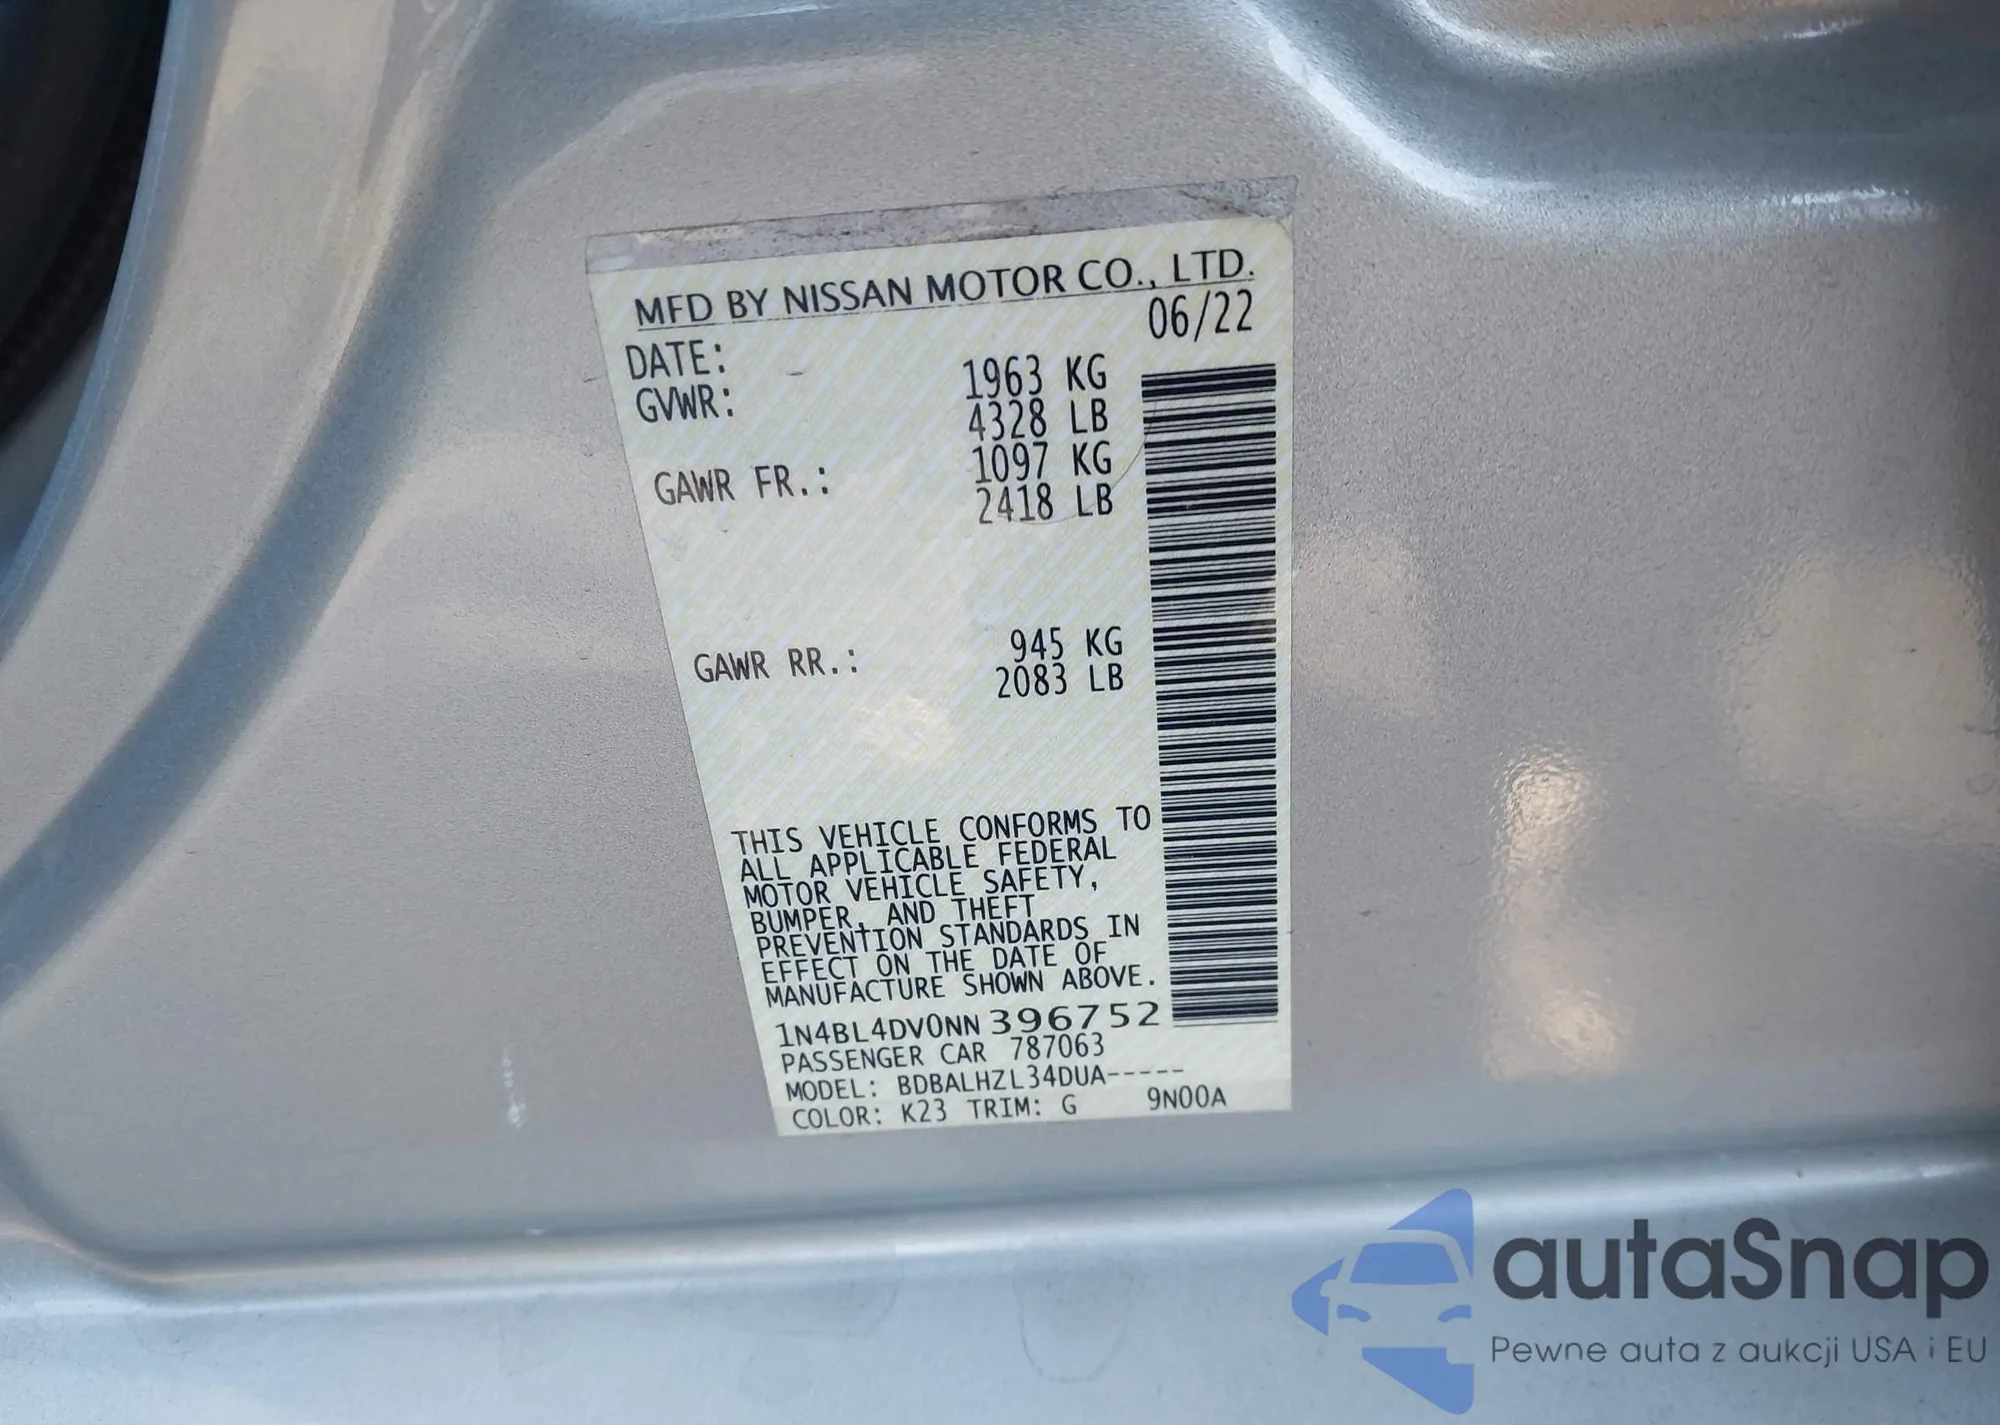 MFD BY NISSAN MOTOR CO., LTD.
DATE: 06/22
GVWR: 1963 KG
4328 LB
GAWR FR.: 1097 KG
2418 LB
GAWR RR.: 945 KG
2083 LB
THIS VEHICLE CONFORMS TO
ALL APPLICABLE FEDERAL
MOTOR VEHICLE SAFETY,
BUMPER, AND THEFT
PREVENTION STANDARDS IN
EFFECT ON THE DATE OF
MANUFACTURE SHOWN ABOVE.
1N4BL4DV0NN396752
PASSENGER CAR 787063
MODEL: BDBALHZL34DUA-----
COLOR: K23 TRIM: G 9N00A
autaSnap
Pewne auta z aukcji USA i EU